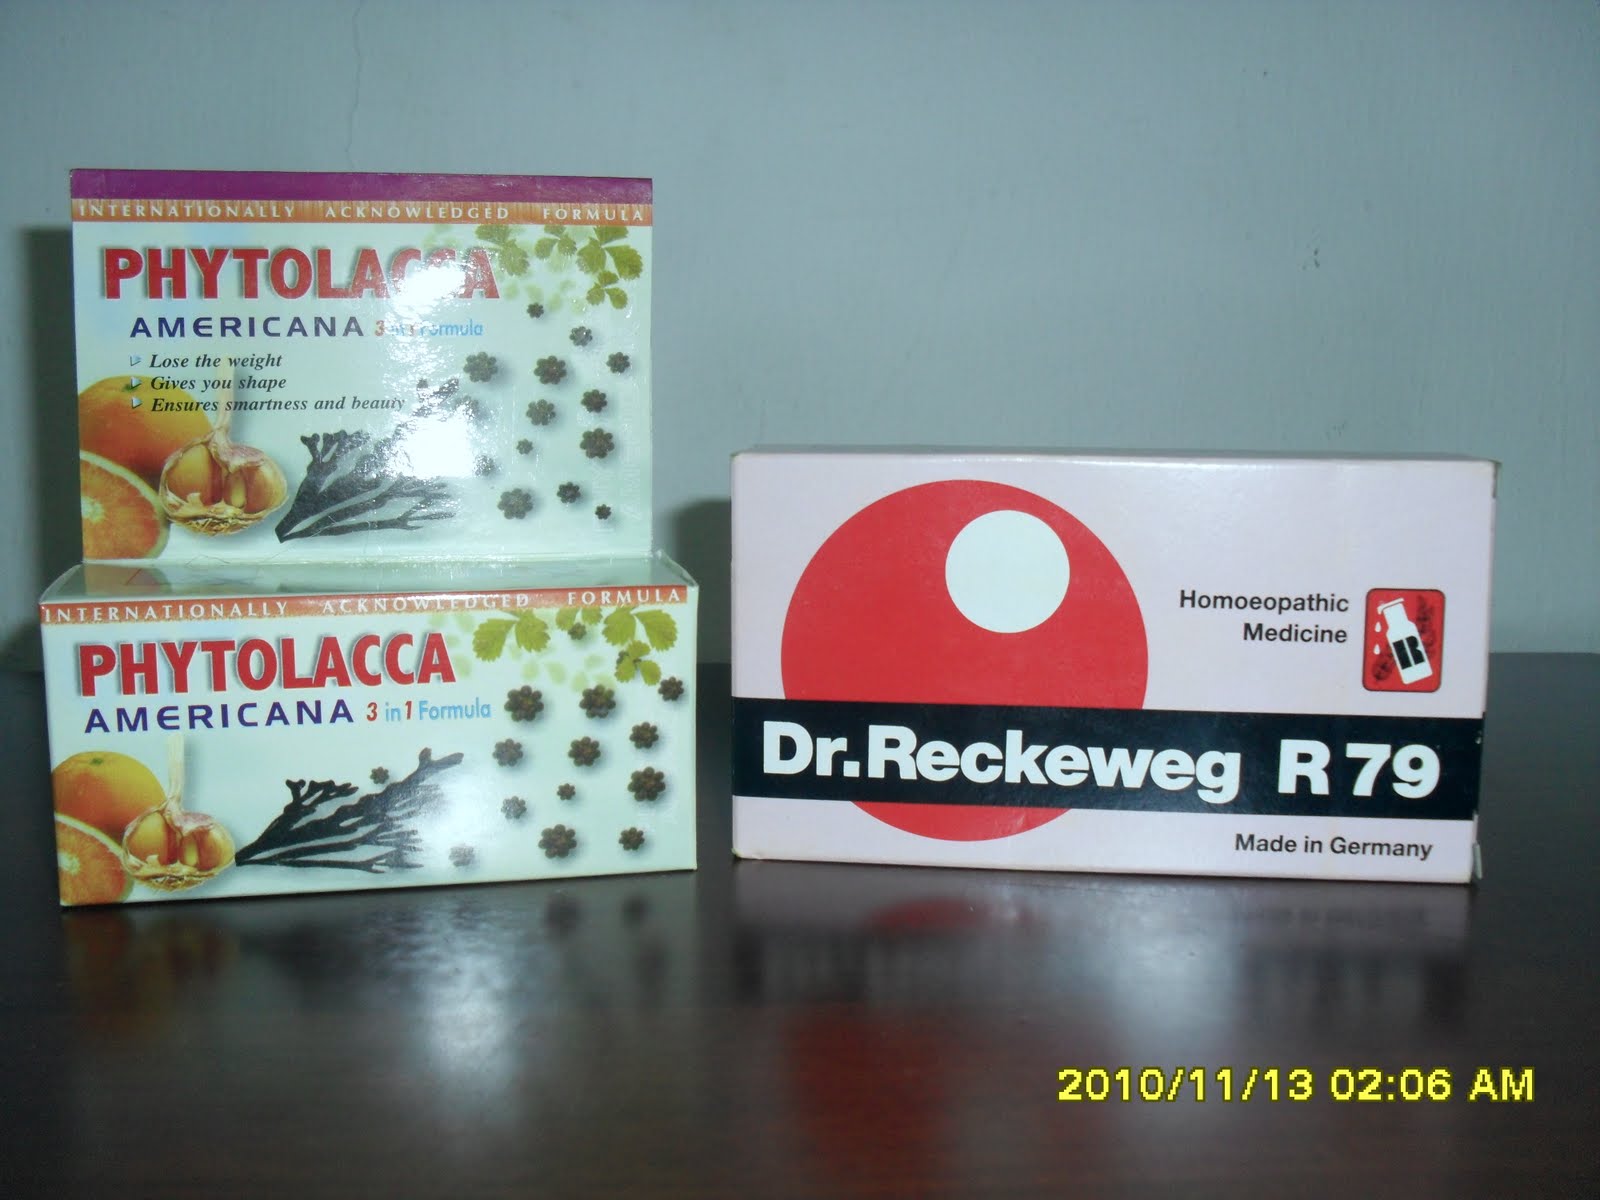 INTERNATIONALLY ACKNOWLEDGED FORMULA
PHYTOLACCA
AMERICANA 3 in 1 Formula
Lose the weight
Gives you shape
Ensures smartness and beauty
INTERNATIONALLY ACKNOWLEDGED FORMULA
PHYTOLACCA
AMERICANA 3 in 1 Formula
Homoeopathic
Medicine
R
Dr.Reckeweg R 79
Made in Germany
2010/11/13 02:06 AM